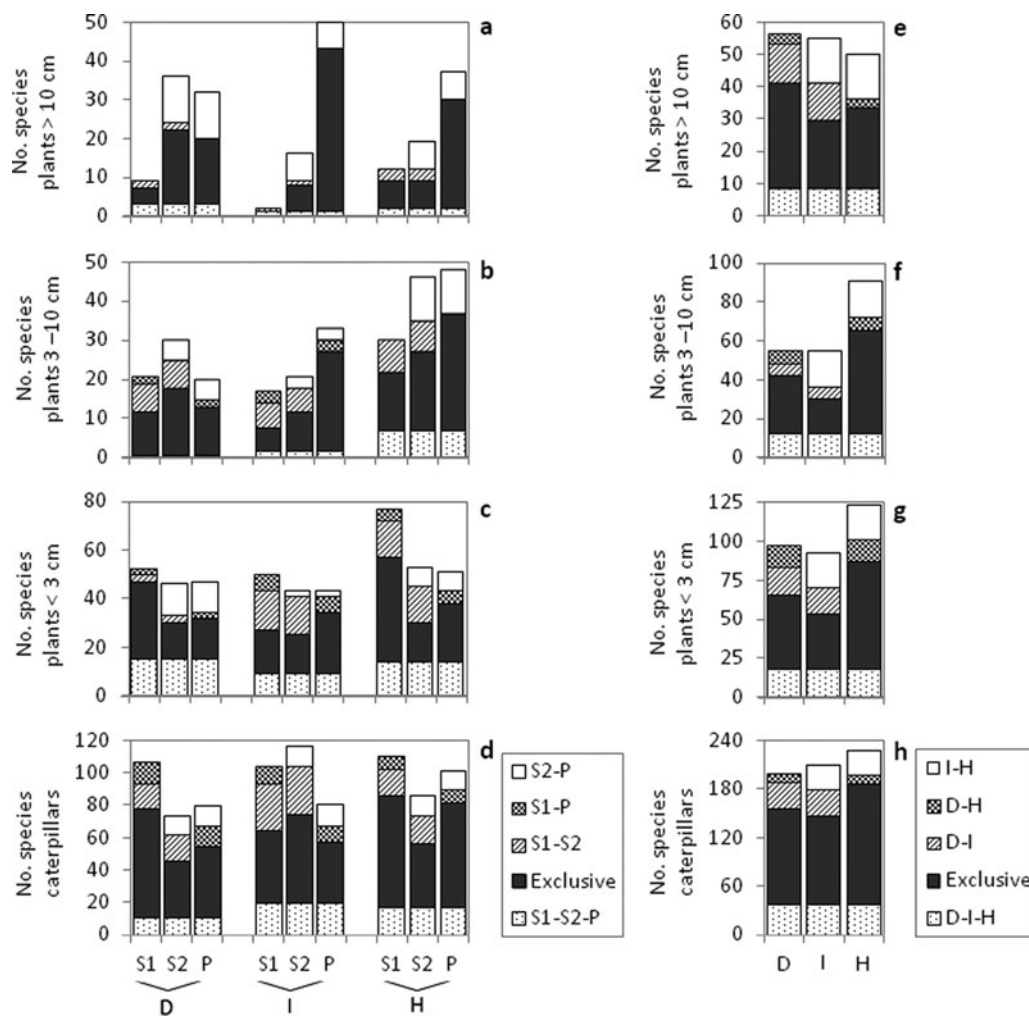 No. species
plants > 10 cm
50
40
30
20
10
0
a
No. species
plants > 10 cm
60
50
40
30
20
10
0
e
No. species
plants 3 –10 cm
50
40
30
20
10
0
b
No. species
plants 3 –10 cm
100
80
60
40
20
0
f
No. species
plants < 3 cm
80
60
40
20
0
c
No. species
plants < 3 cm
125
100
75
50
25
0
g
No. species
caterpillars
120
100
80
60
40
20
0
d
S1 S2 P
D
S1 S2 P
I
S1 S2 P
H
S2-P
S1-P
S1-S2
Exclusive
S1-S2-P
No. species
caterpillars
240
180
120
60
0
h
D I H
I-H
D-H
D-I
Exclusive
D-I-H